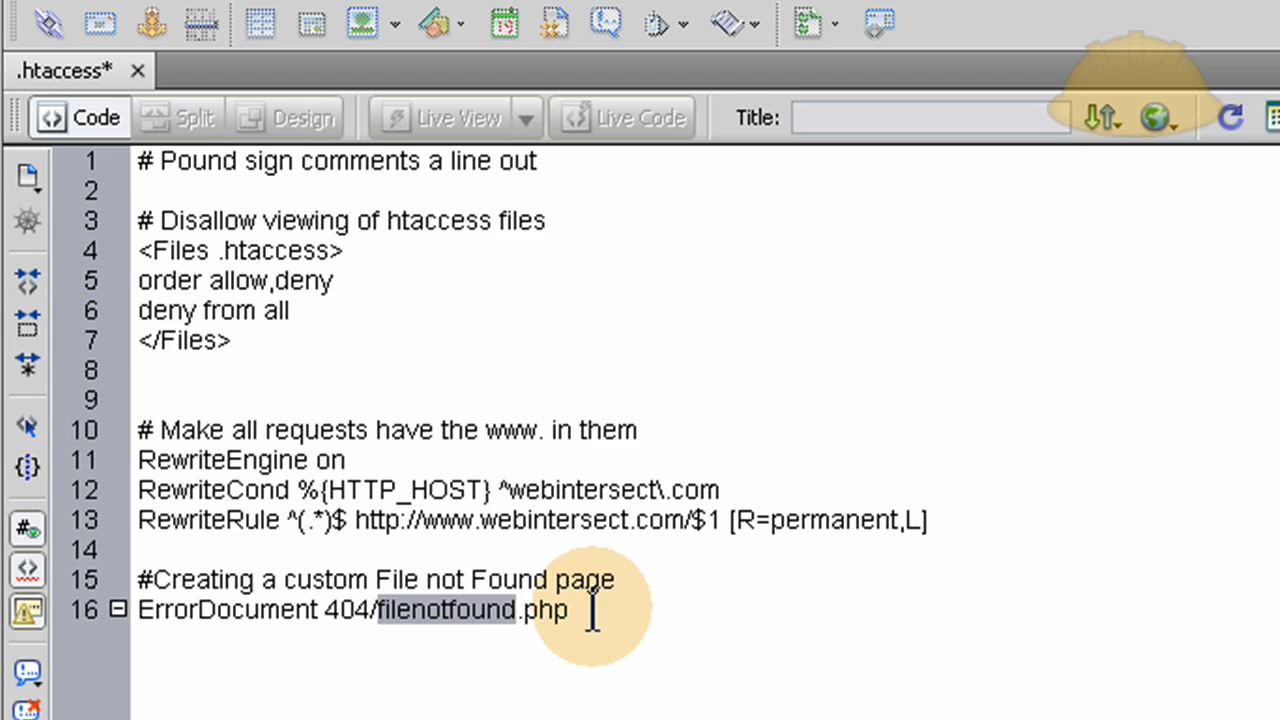 19
.htaccess*
Code Split Design Live View Live Code Title:
1 # Pound sign comments a line out
2
3 # Disallow viewing of htaccess files
4 <Files .htaccess>
5 order allow,deny
6 deny from all
7 </Files>
8
9
10 # Make all requests have the www. in them
11 RewriteEngine on
12 RewriteCond %{HTTP_HOST} ^webintersect\.com
13 RewriteRule ^(.*)$ http://www.webintersect.com/$1 [R=permanent,L]
14
15 #Creating a custom File not Found page
16 ErrorDocument 404/filenotfound.php